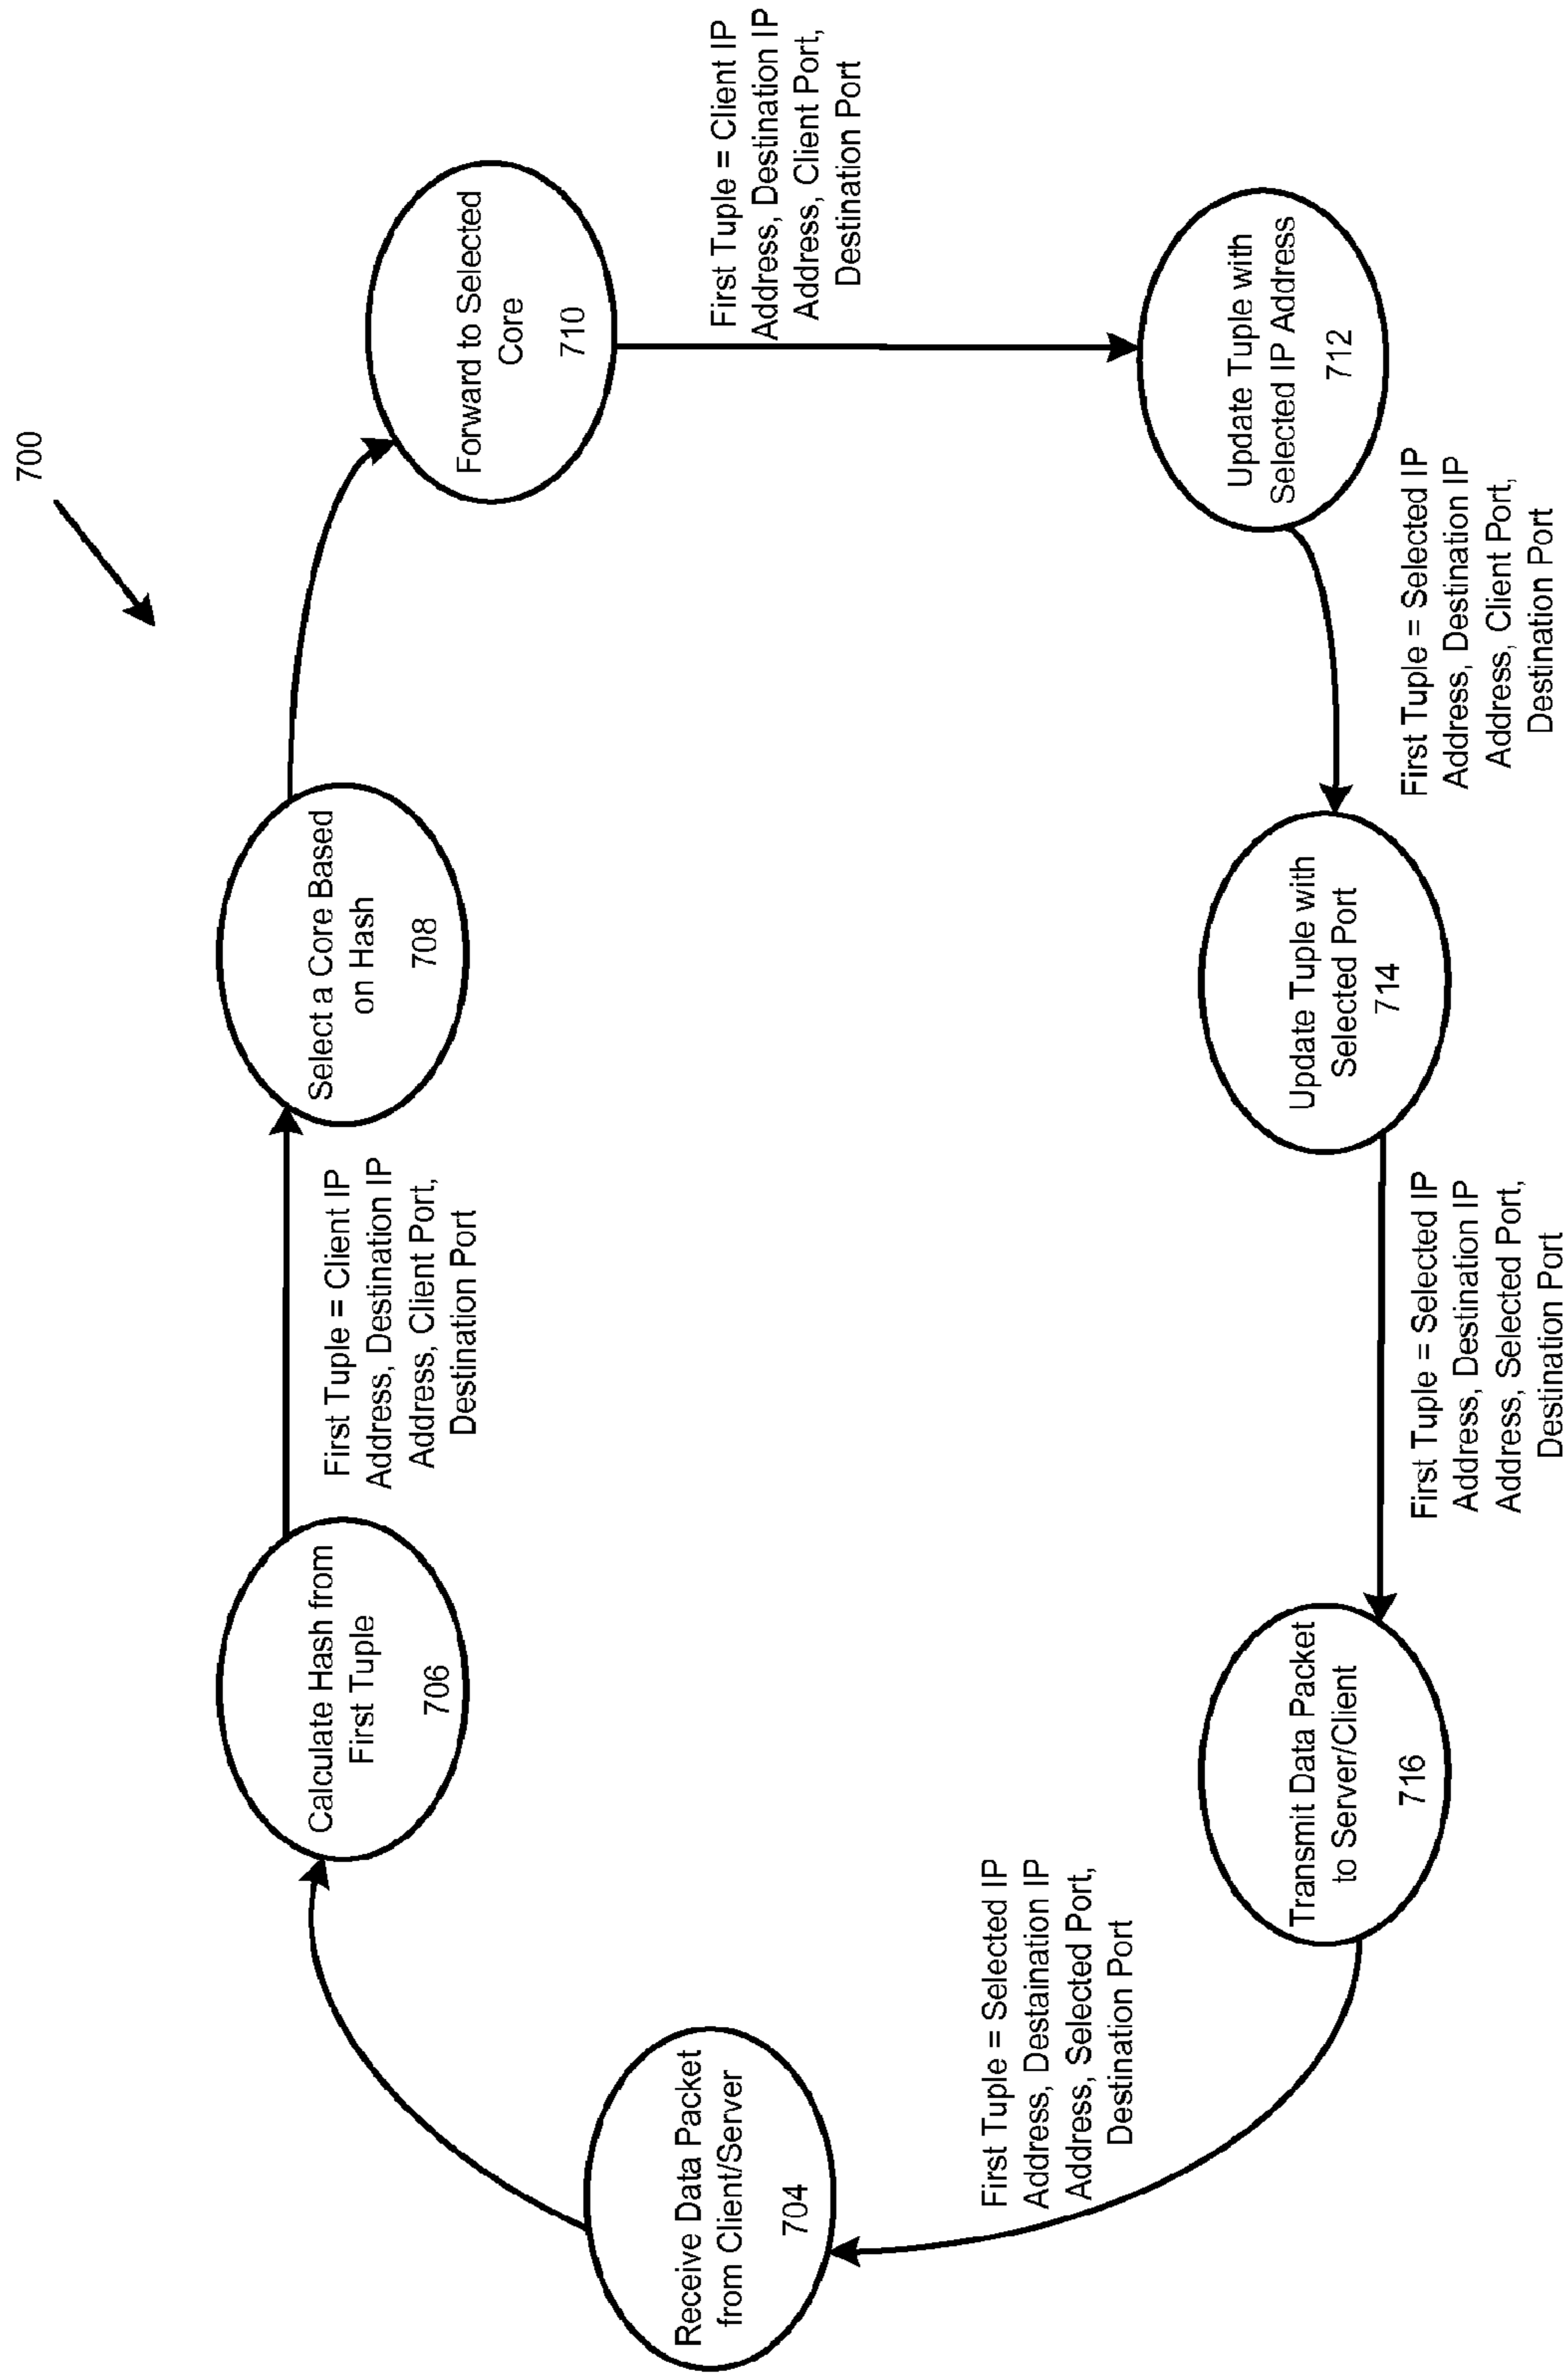 700
Receive Data Packet
from Client/Server
704
Calculate Hash from
First Tuple
706
First Tuple = Client IP
Address, Destination IP
Address, Client Port,
Destination Port
Select a Core Based
on Hash
708
Forward to Selected
Core
710
First Tuple = Client IP
Address, Destination IP
Address, Client Port,
Destination Port
Update Tuple with
Selected IP Address
712
First Tuple = Selected IP
Address, Destination IP
Address, Client Port,
Destination Port
Update Tuple with
Selected Port
714
First Tuple = Selected IP
Address, Destination IP
Address, Selected Port,
Destination Port
Transmit Data Packet
to Server/Client
716
First Tuple = Selected IP
Address, Destaination IP
Address, Selected Port,
Destination Port